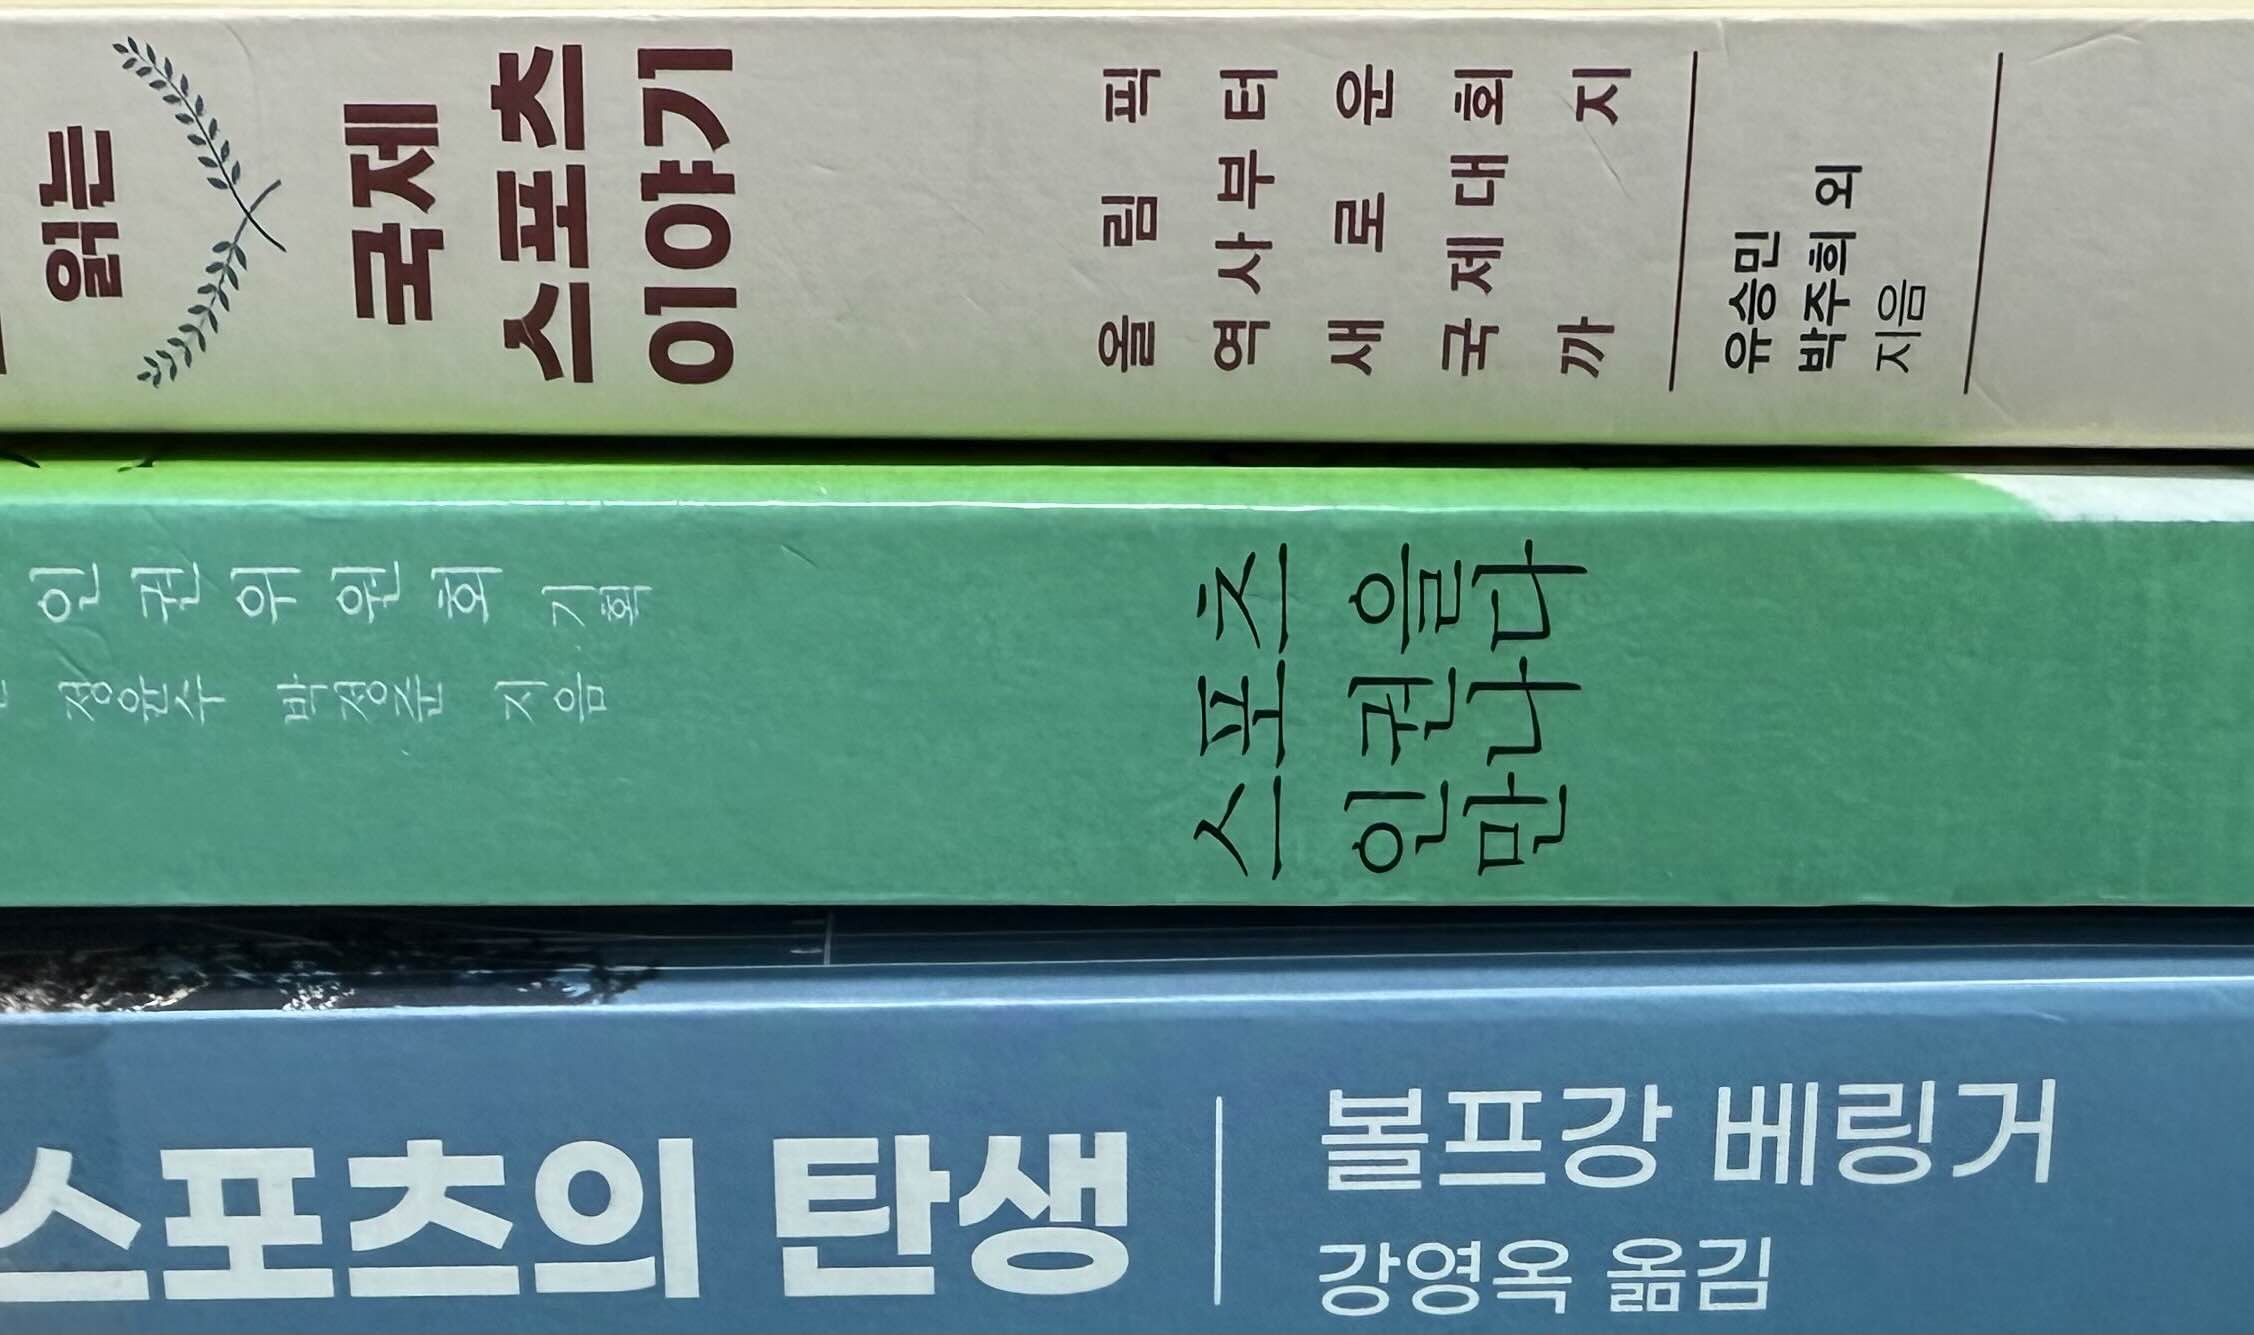 읽는
국제
스포츠
이야기
올림픽
역사부터
새로운
국제대회
까지
유승민
박주희 외
지음
인권위원회 기획
정윤수 박성준 지음
스포츠
인권을
만나다
스포츠의 탄생
볼프강 베링거
강영옥 옮김